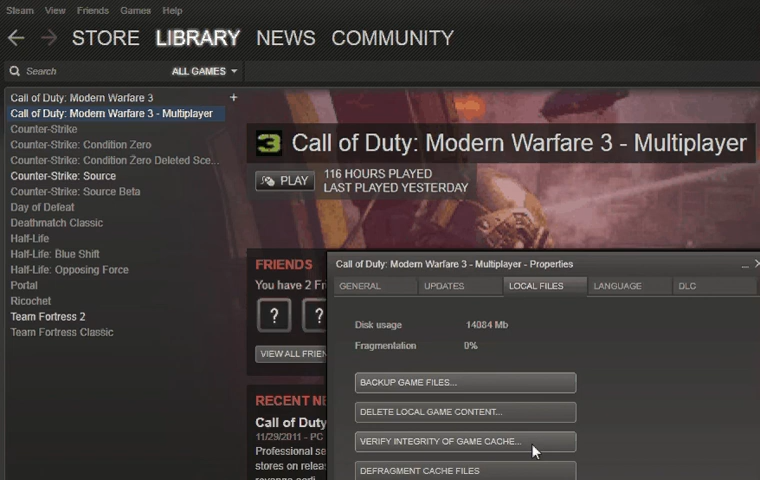 Steam View Friends Games Help
STORE LIBRARY NEWS COMMUNITY
Search ALL GAMES
Call of Duty: Modern Warfare 3 +
Call of Duty: Modern Warfare 3 - Multiplayer
Counter-Strike
Counter-Strike: Condition Zero
Counter-Strike: Condition Zero Deleted Sce...
Counter-Strike: Source
Counter-Strike: Source Beta
Day of Defeat
Deathmatch Classic
Half-Life
Half-Life: Blue Shift
Half-Life: Opposing Force
Portal
Ricochet
Team Fortress 2
Team Fortress Classic
3 Call of Duty: Modern Warfare 3 - Multiplayer
PLAY
116 HOURS PLAYED
LAST PLAYED YESTERDAY
FRIENDS
You have 2 Fr
? ?
VIEW ALL FRIEN
RECENT NE
Call of Duty
11/29/2011 - PC
Professional se
stores on releas
Call of Duty: Modern Warfare 3 - Multiplayer - Properties
GENERAL UPDATES LOCAL FILES LANGUAGE DLC
Disk usage 14084 Mb
Fragmentation 0%
BACKUP GAME FILES...
DELETE LOCAL GAME CONTENT...
VERIFY INTEGRITY OF GAME CACHE...
DEFRAGMENT CACHE FILES